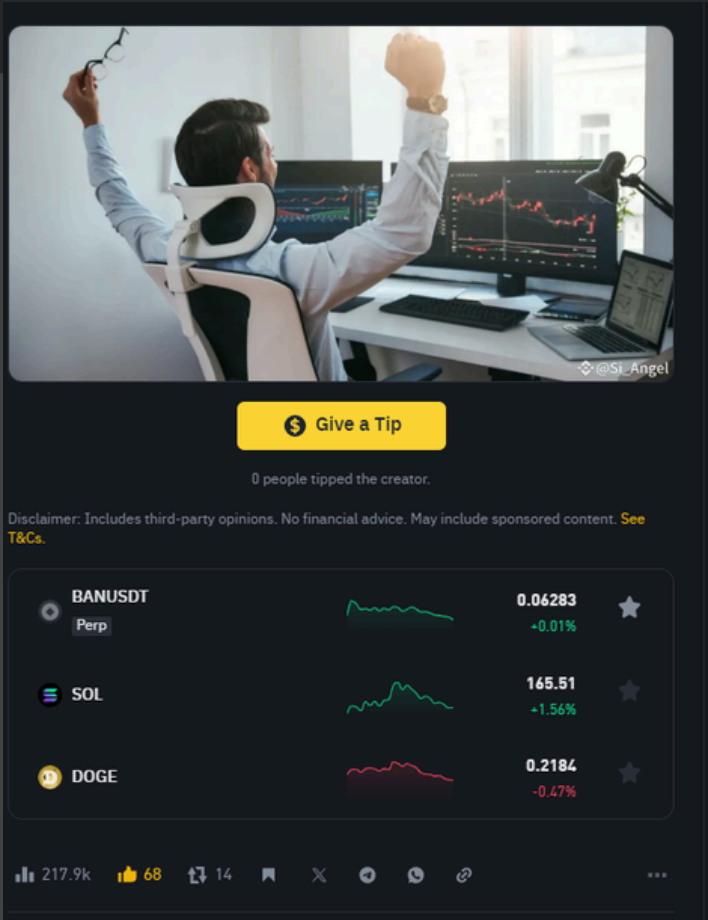 @Si_Angel
Give a Tip
0 people tipped the creator.
Disclaimer: Includes third-party opinions. No financial advice. May include sponsored content. See
T&Cs.
BANUSDT 0.06283
Perp +0.01%
SOL 165.51
+1.56%
DOGE 0.2184
-0.47%
217.9k 68 14